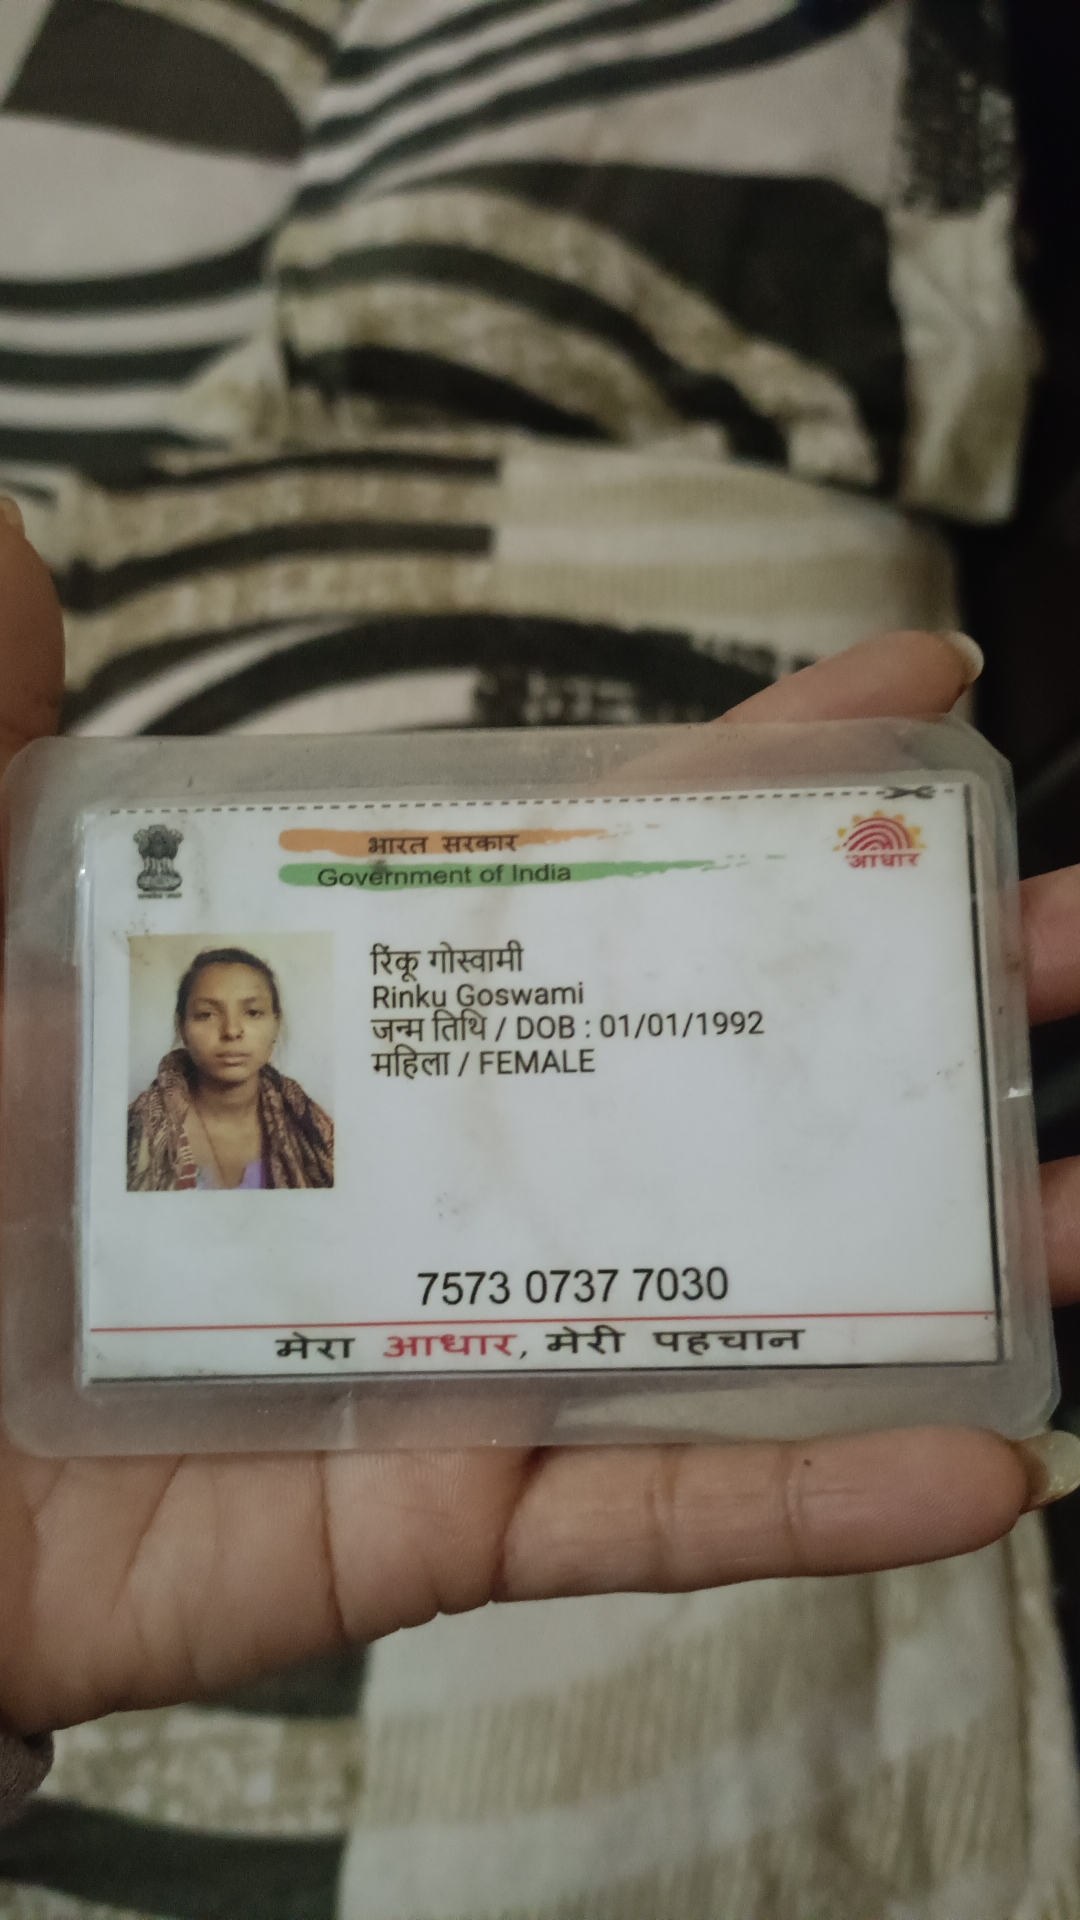 भारत सरकार
Government of India
आधार
रिंकू गोस्वामी
Rinku Goswami
जन्म तिथि / DOB : 01/01/1992
महिला / FEMALE
7573 0737 7030
मेरा आधार, मेरी पहचान